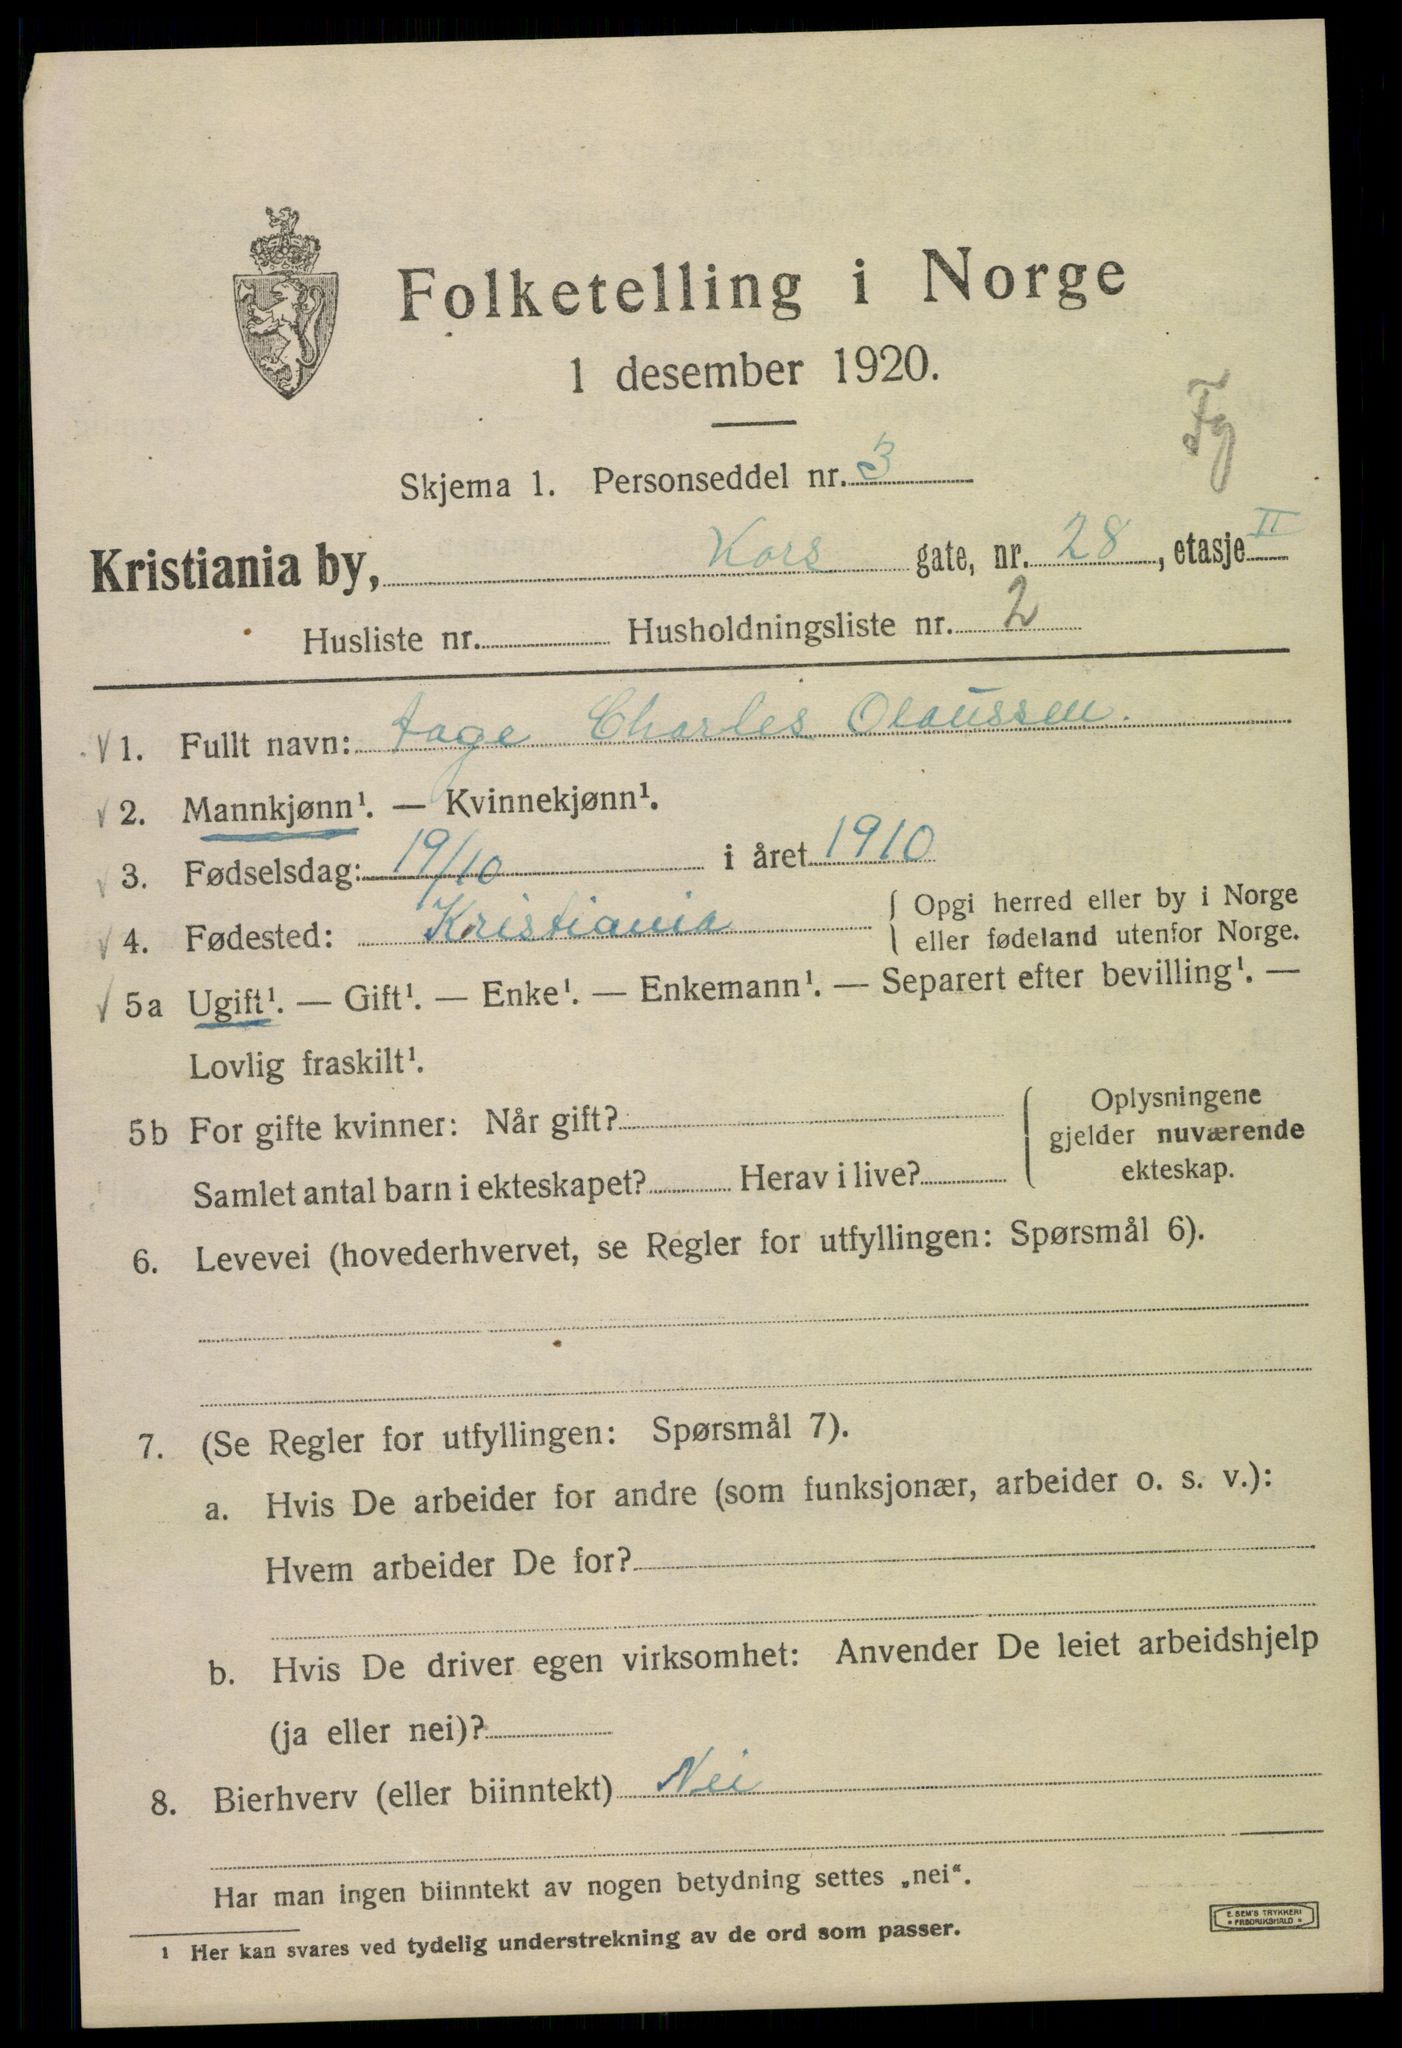 Folketelling i Norge
1 desember 1920.
Fg
Skjema 1. Personseddel nr. 3
Kristiania by, Kors gate, nr. 28, etasje II
Husliste nr. Husholdningsliste nr. 2
√ 1. Fullt navn: Aage Charles Olaussen.
√ 2. Mannkjønn¹. — Kvinnekjønn¹.
√ 3. Fødselsdag: 19/10 i året 1910
√ 4. Fødested: Kristiania { Opgi herred eller by i Norge
eller fødeland utenfor Norge.
√ 5a Ugift¹. — Gift¹. — Enke¹. — Enkemann¹. — Separert efter bevilling¹. —
Lovlig fraskilt¹.
5b For gifte kvinner: Når gift? { Oplysningene
gjelder nuværende
Samlet antal barn i ekteskapet? Herav i live? ekteskap.
6. Levevei (hovederhvervet, se Regler for utfyllingen: Spørsmål 6).
7. (Se Regler for utfyllingen: Spørsmål 7).
a. Hvis De arbeider for andre (som funksjonær, arbeider o. s. v.):
Hvem arbeider De for?
b. Hvis De driver egen virksomhet: Anvender De leiet arbeidshjelp
(ja eller nei)?
8. Bierhverv (eller biinntekt) Nei
Har man ingen biinntekt av nogen betydning settes „nei“.
¹ Her kan svares ved tydelig understrekning av de ord som passer.
E. SEM'S TRYKKERI
* FREDRIKSHALD *